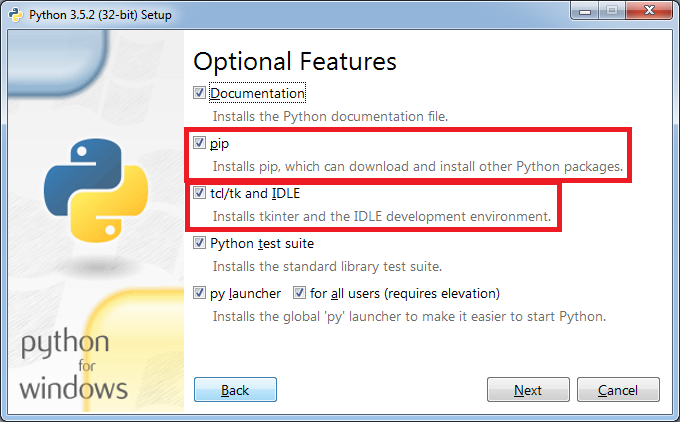 Python 3.5.2 (32-bit) Setup
Optional Features
Documentation
Installs the Python documentation file.
pip
Installs pip, which can download and install other Python packages.
tcl/tk and IDLE
Installs tkinter and the IDLE development environment.
Python test suite
Installs the standard library test suite.
py launcher for all users (requires elevation)
Installs the global 'py' launcher to make it easier to start Python.
python
for
windows
Back Next Cancel